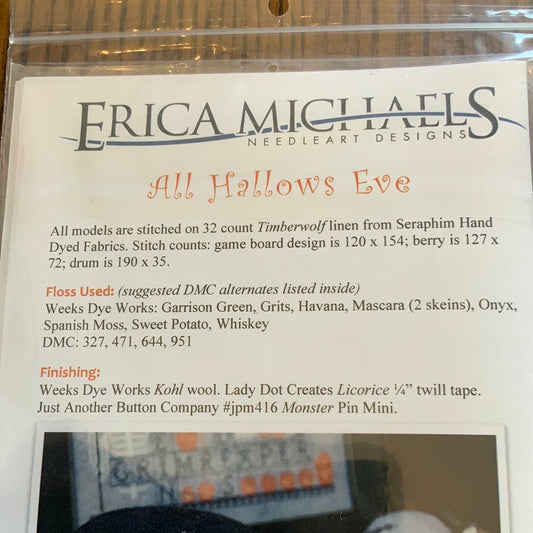 ERICA MICHAELS
NEEDLEART DESIGNS
All Hallows Eve
All models are stitched on 32 count Timberwolf linen from Seraphim Hand
Dyed Fabrics. Stitch counts: game board design is 120 x 154; berry is 127 x
72; drum is 190 x 35.
Floss Used: (suggested DMC alternates listed inside)
Weeks Dye Works: Garrison Green, Grits, Havana, Mascara (2 skeins), Onyx,
Spanish Moss, Sweet Potato, Whiskey
DMC: 327, 471, 644, 951
Finishing:
Weeks Dye Works Kohl wool. Lady Dot Creates Licorice ¼” twill tape.
Just Another Button Company #jpm416 Monster Pin Mini.